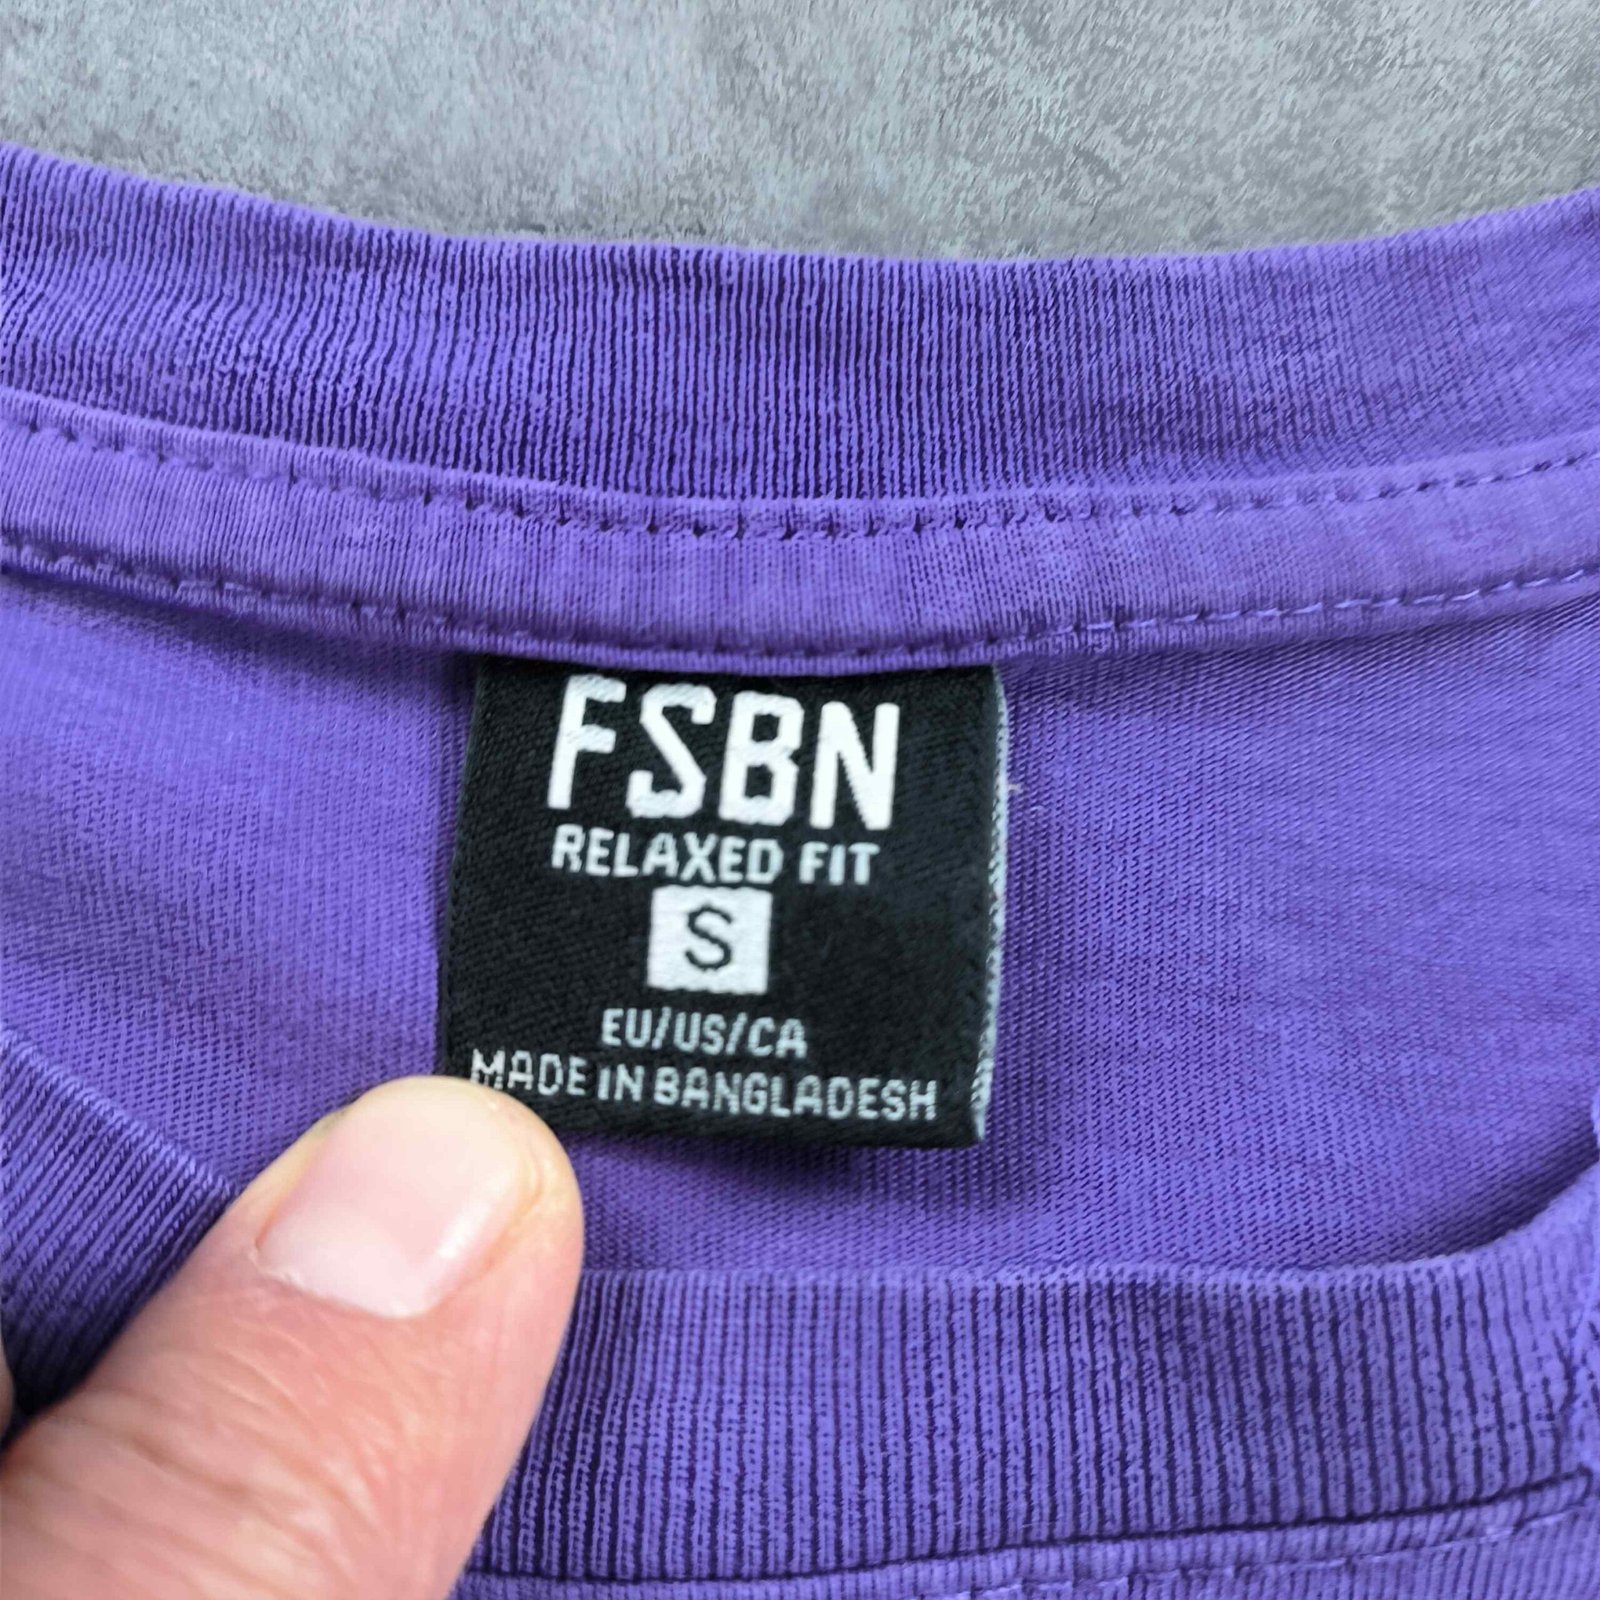 FSBN
RELAXED FIT
S
EU/US/CA
MADE IN BANGLADESH